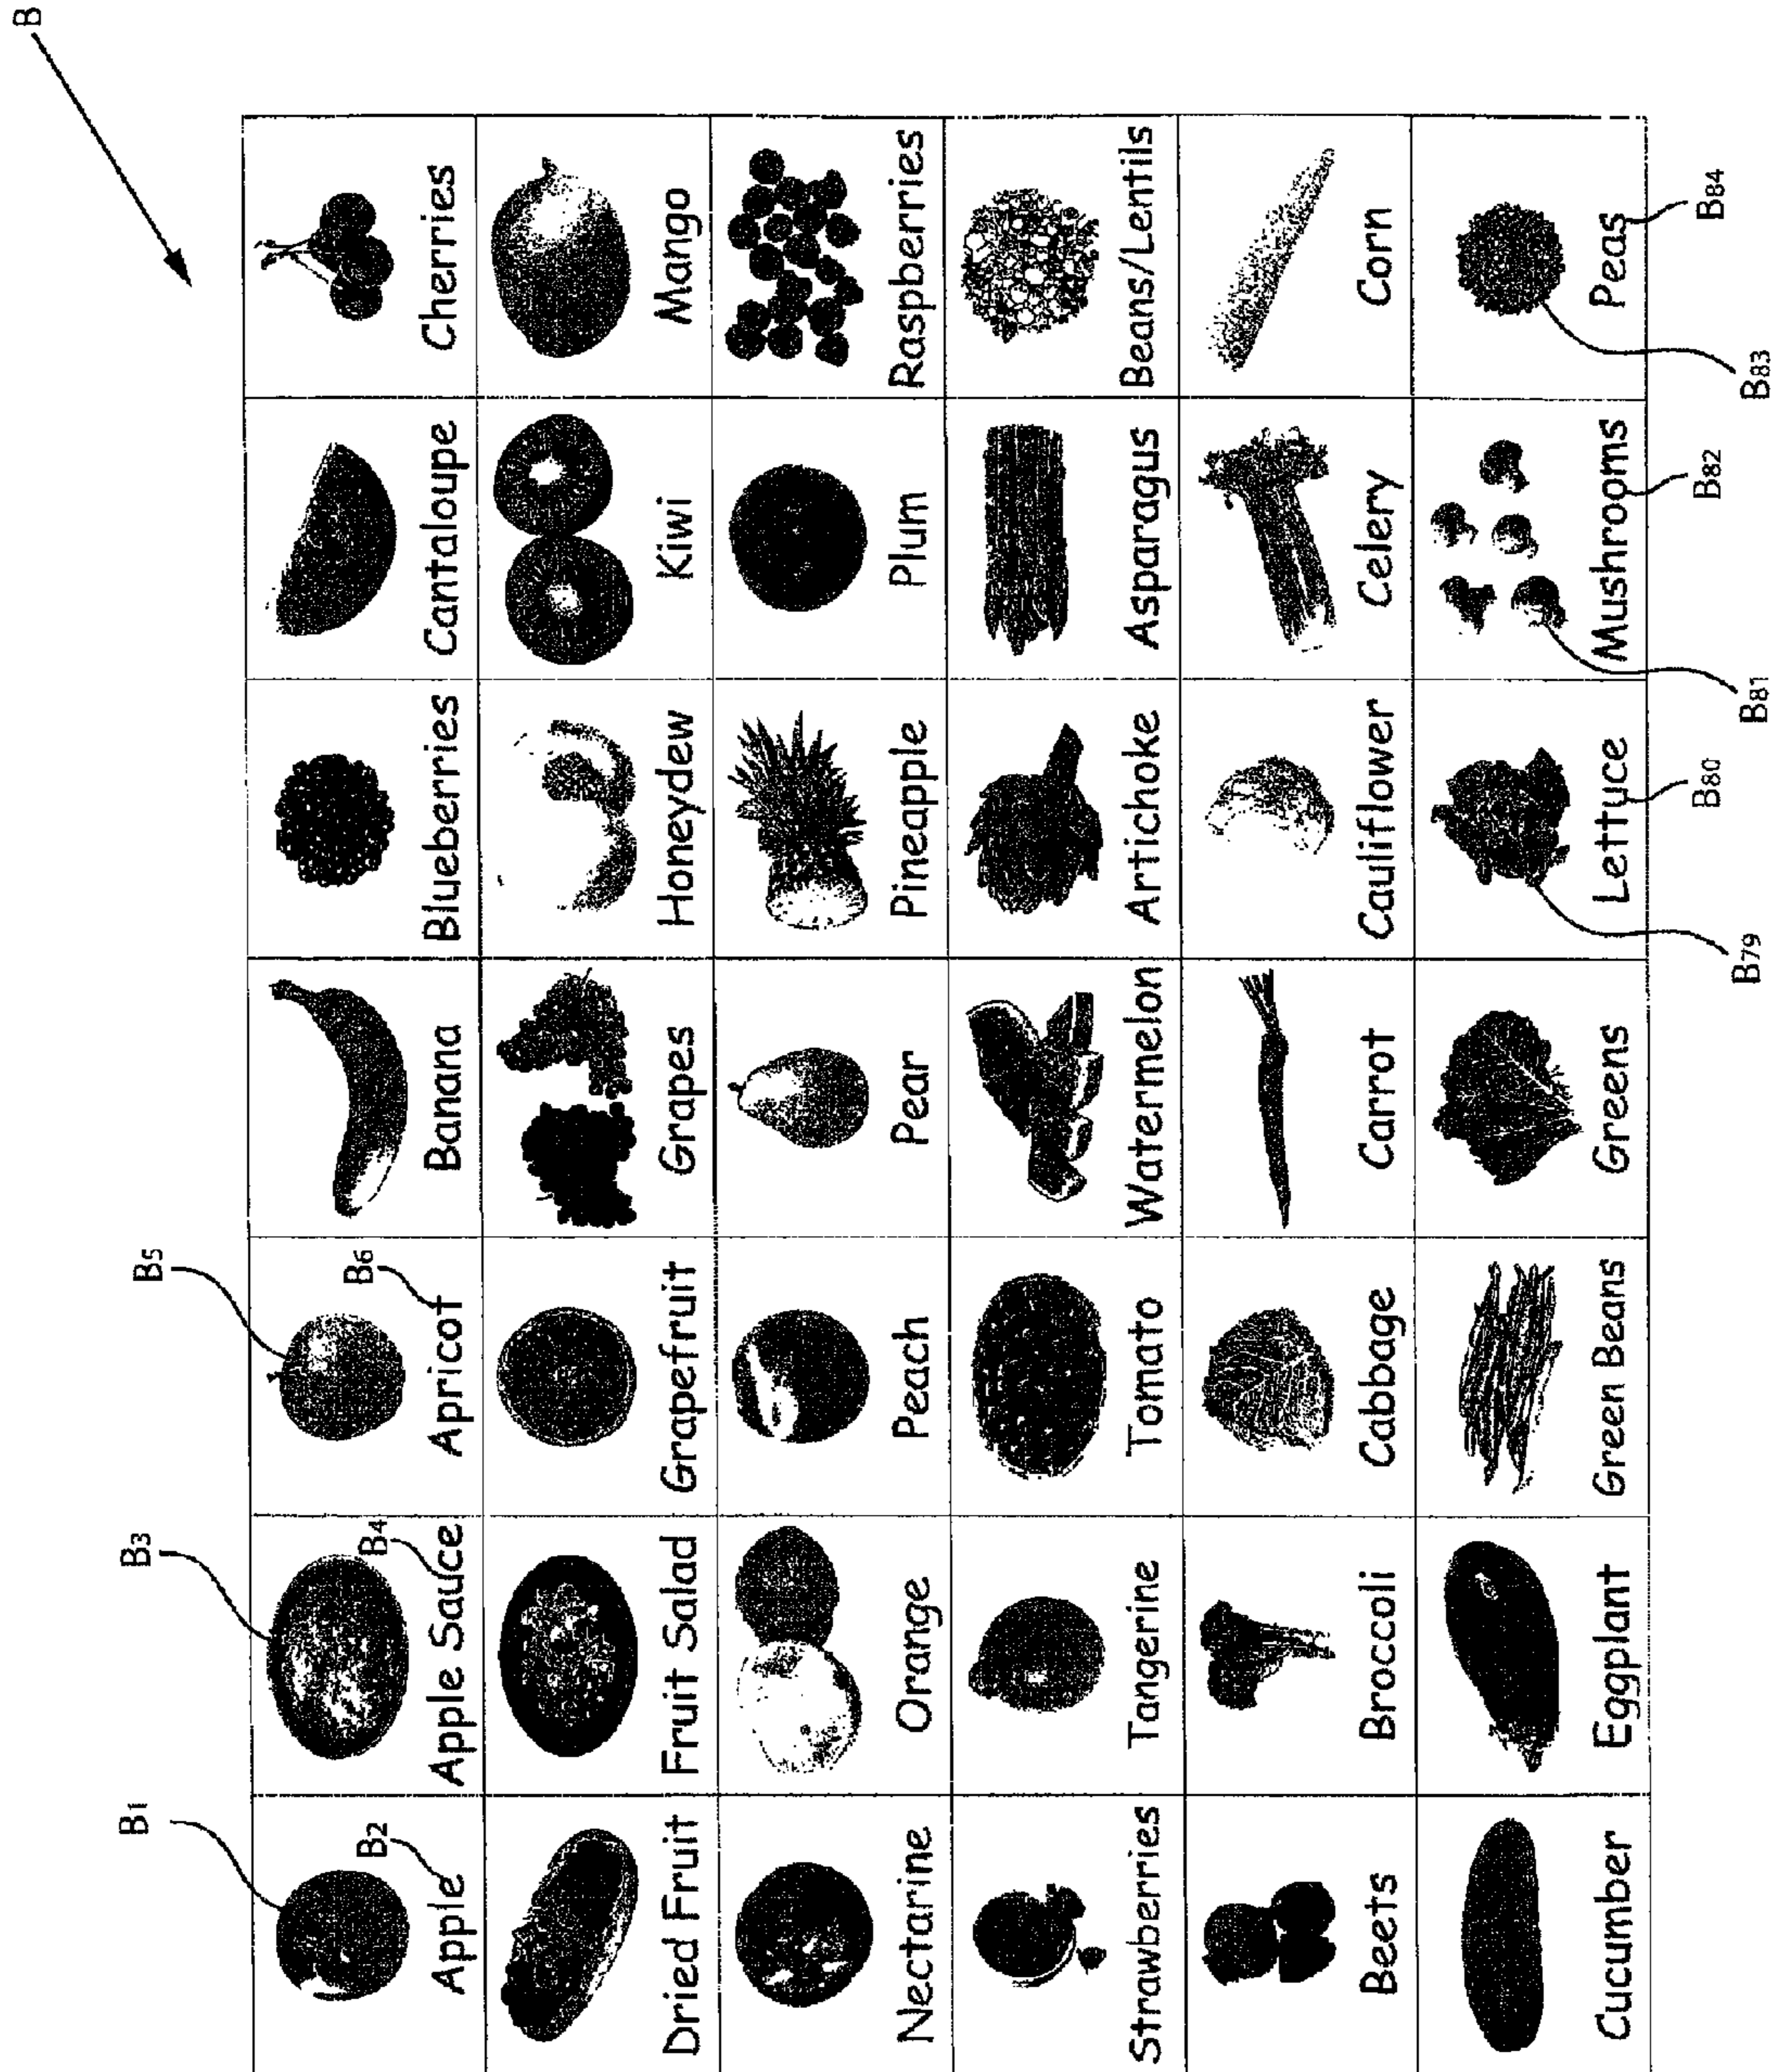 B
B1
B3
B5
B2
B4
B6
Apple
Apple Sauce
Apricot
Banana
Blueberries
Cantaloupe
Cherries
Dried Fruit
Fruit Salad
Grapefruit
Grapes
Honeydew
Kiwi
Mango
Nectarine
Orange
Peach
Pear
Pineapple
Plum
Raspberries
Strawberries
Tangerine
Tomato
Watermelon
Artichoke
Asparagus
Beans/Lentils
Beets
Broccoli
Cabbage
Carrot
Cauliflower
Celery
Corn
Cucumber
Eggplant
Green Beans
Greens
Lettuce
Mushrooms
Peas
B80
B82
B84
B79
B81
B83